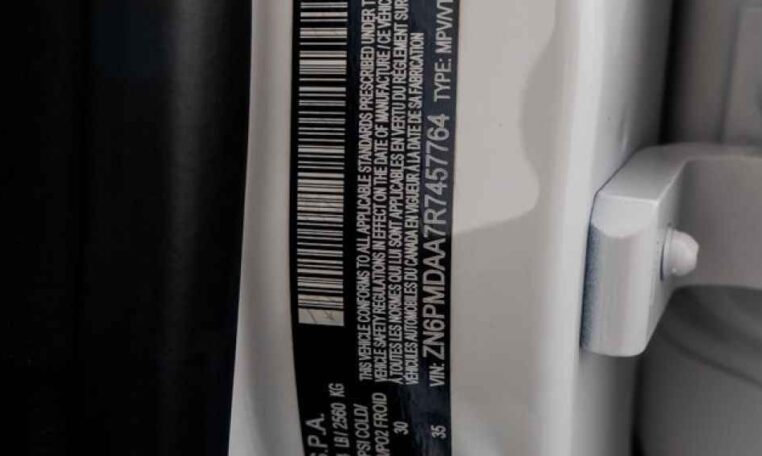 S.P.A.
LB / 2560 KG
PSI COLD/
MPO2 FROID
30
35
THIS VEHICLE CONFORMS TO ALL APPLICABLE STANDARDS PRESCRIBED UNDER
VEHICLE SAFETY REGULATIONS IN EFFECT ON THE DATE OF MANUFACTURE / CE
A TOUTES LES NORMES QUI LUI SONT APPLICABLES EN VERTU DU RÈGLEMENT SUR
VÉHICULES AUTOMOBILES DU CANADA EN VIGUEUR À LA DATE DE SA FABRICATION
VIN: ZN6PMDAA7R7457764 TYPE: MPV/VT